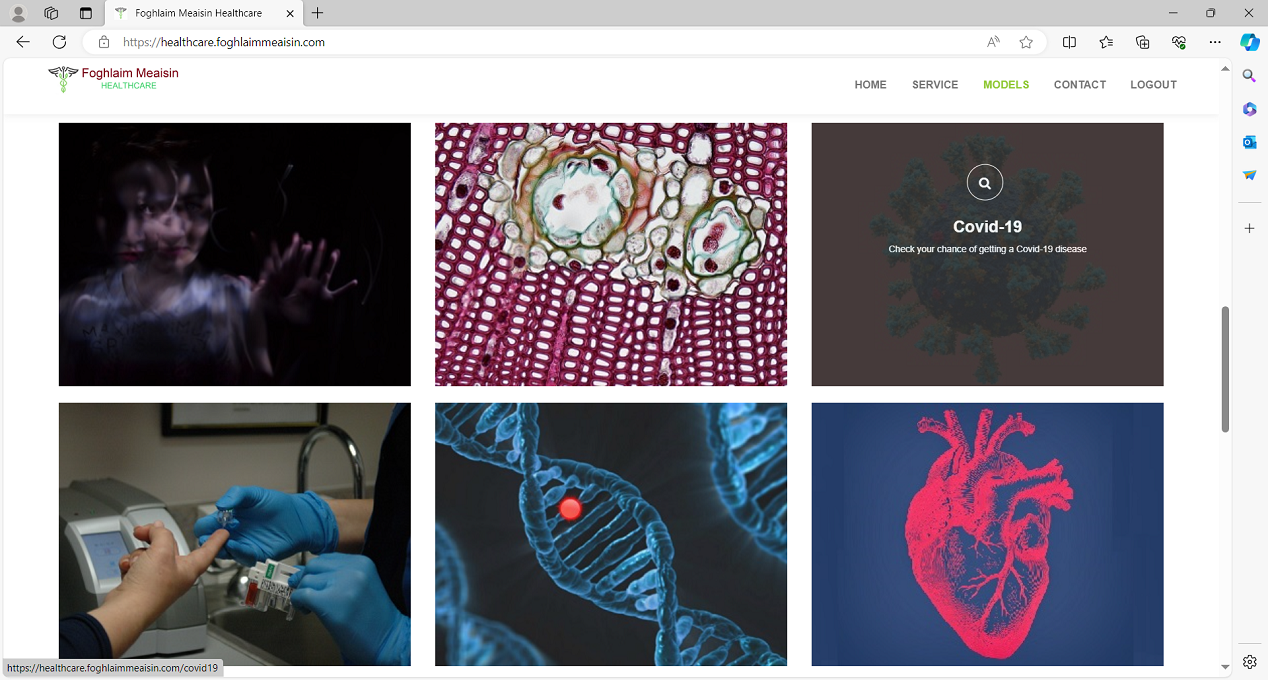 Foghlaim Meaisin Healthcare
https://healthcare.foghlaimmeaisin.com
Foghlaim Meaisin
HEALTHCARE
HOME SERVICE MODELS CONTACT LOGOUT
Covid-19
Check your chance of getting a Covid-19 disease
https://healthcare.foghlaimmeaisin.com/covid19